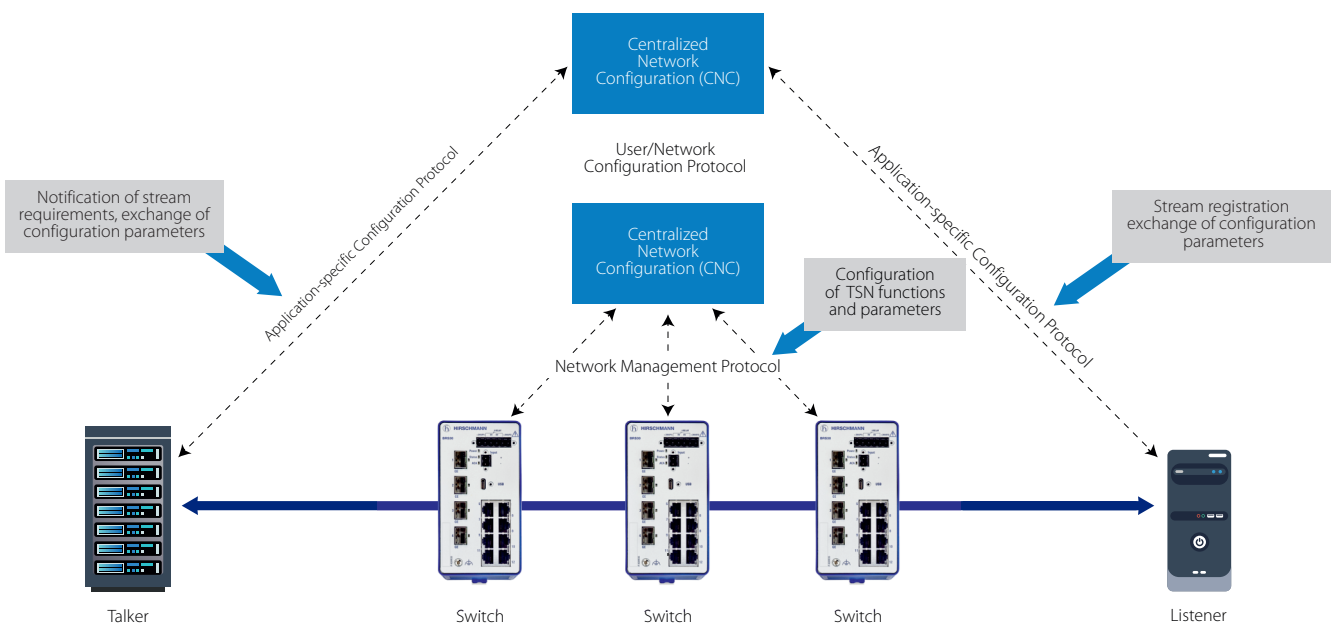 Centralized
Network
Configuration (CNC)
User/Network
Configuration Protocol
Application-specific Configuration Protocol
Application-specific Configuration Protocol
Notification of stream
requirements, exchange of
configuration parameters
Stream registration
exchange of configuration
parameters
Centralized
Network
Configuration (CNC)
Configuration
of TSN functions
and parameters
Network Management Protocol
HIRSCHMANN
HIRSCHMANN
HIRSCHMANN
Talker
Switch
Switch
Switch
Listener